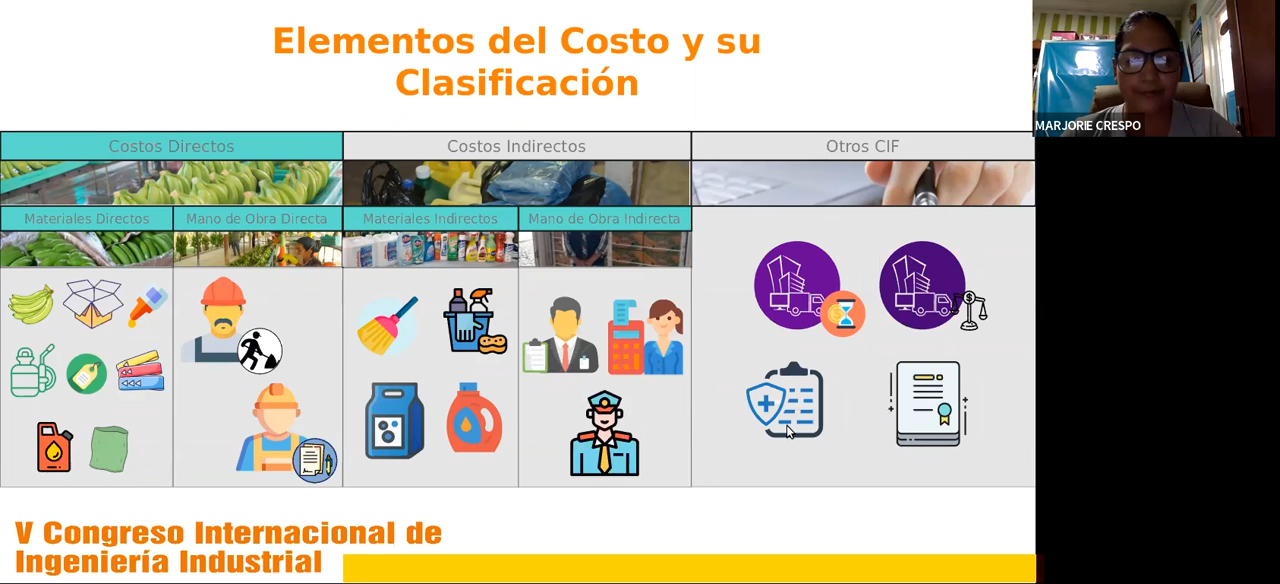 Elementos del Costo y su
Clasificación
MARJORIE CRESPO
Costos Directos
Costos Indirectos
Otros CIF
Materiales Directos
Mano de Obra Directa
Materiales Indirectos
Mano de Obra Indirecta
V Congreso Internacional de
Ingeniería Industrial